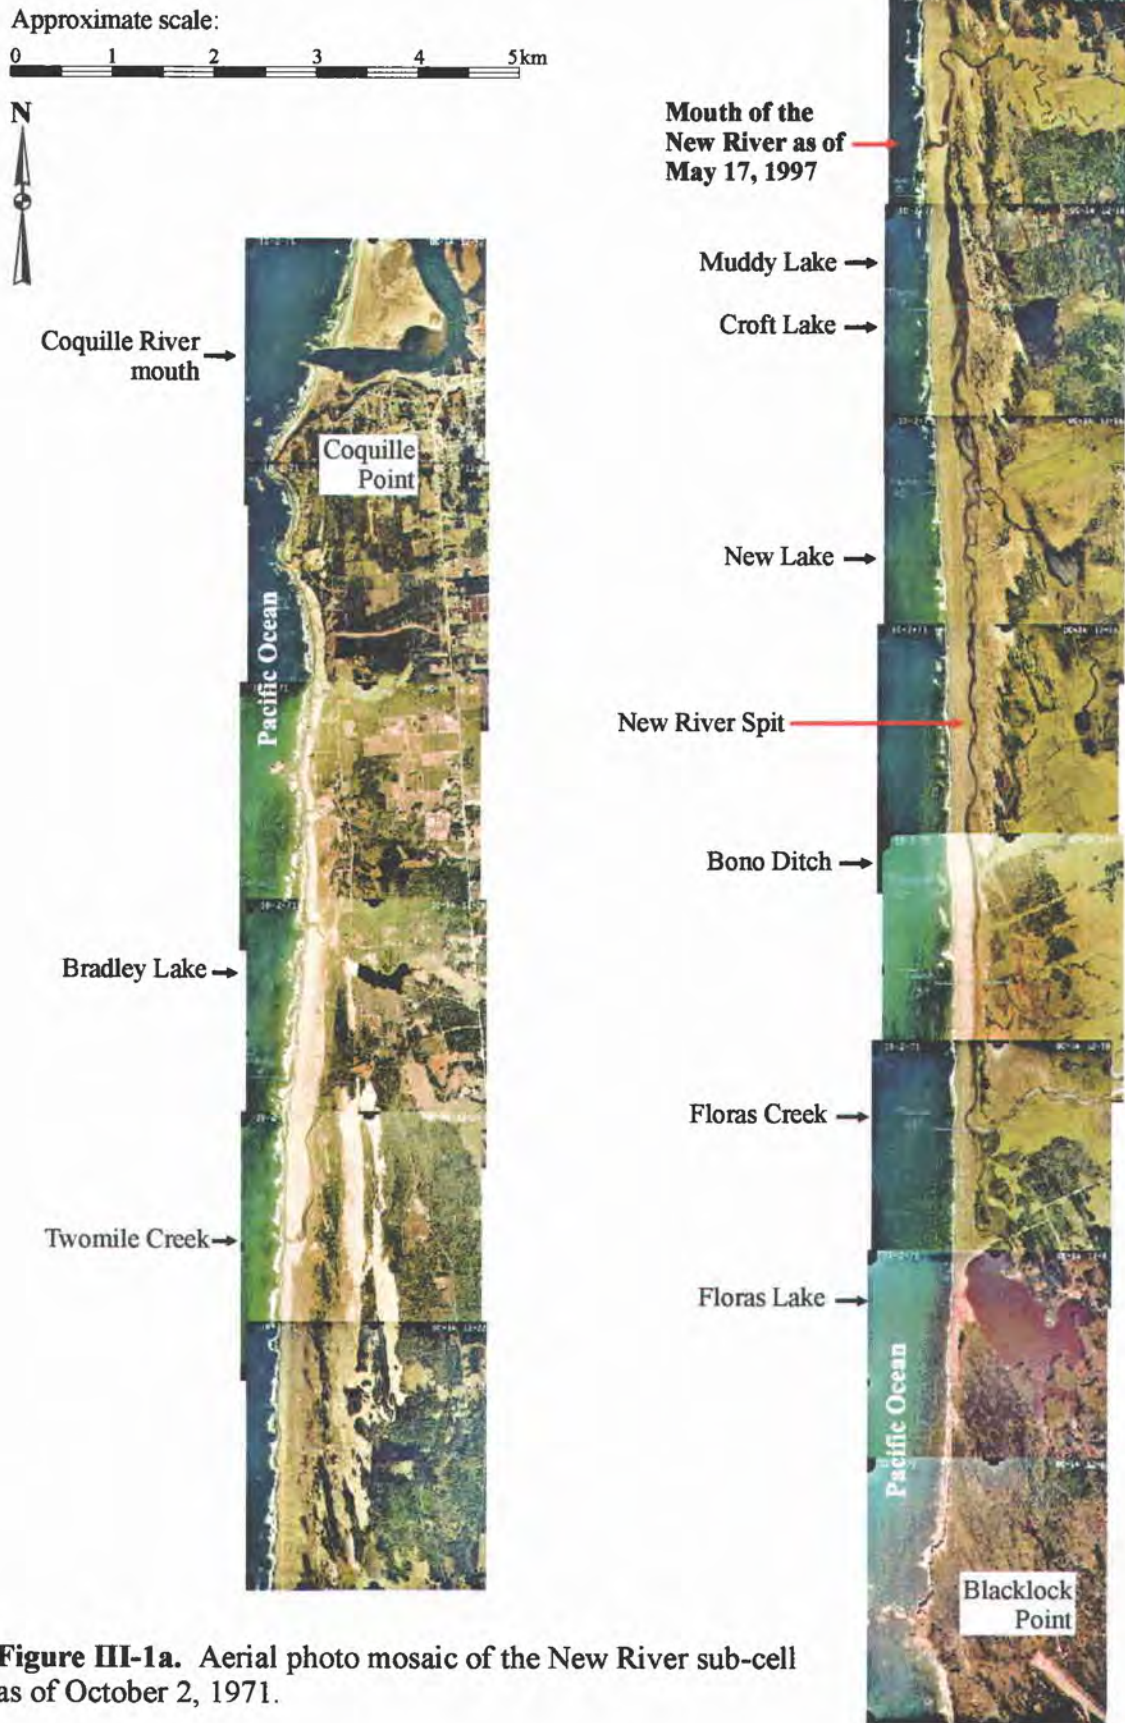 Approximate scale:
0 1 2 3 4 5km
N
Coquille River
mouth
Coquille
Point
Pacific Ocean
Bradley Lake
Twomile Creek
Mouth of the
New River as of
May 17, 1997
Muddy Lake
Croft Lake
New Lake
New River Spit
Bono Ditch
Floras Creek
Floras Lake
Pacific Ocean
Blacklock
Point
Figure III-1a. Aerial photo mosaic of the New River sub-cell
as of October 2, 1971.